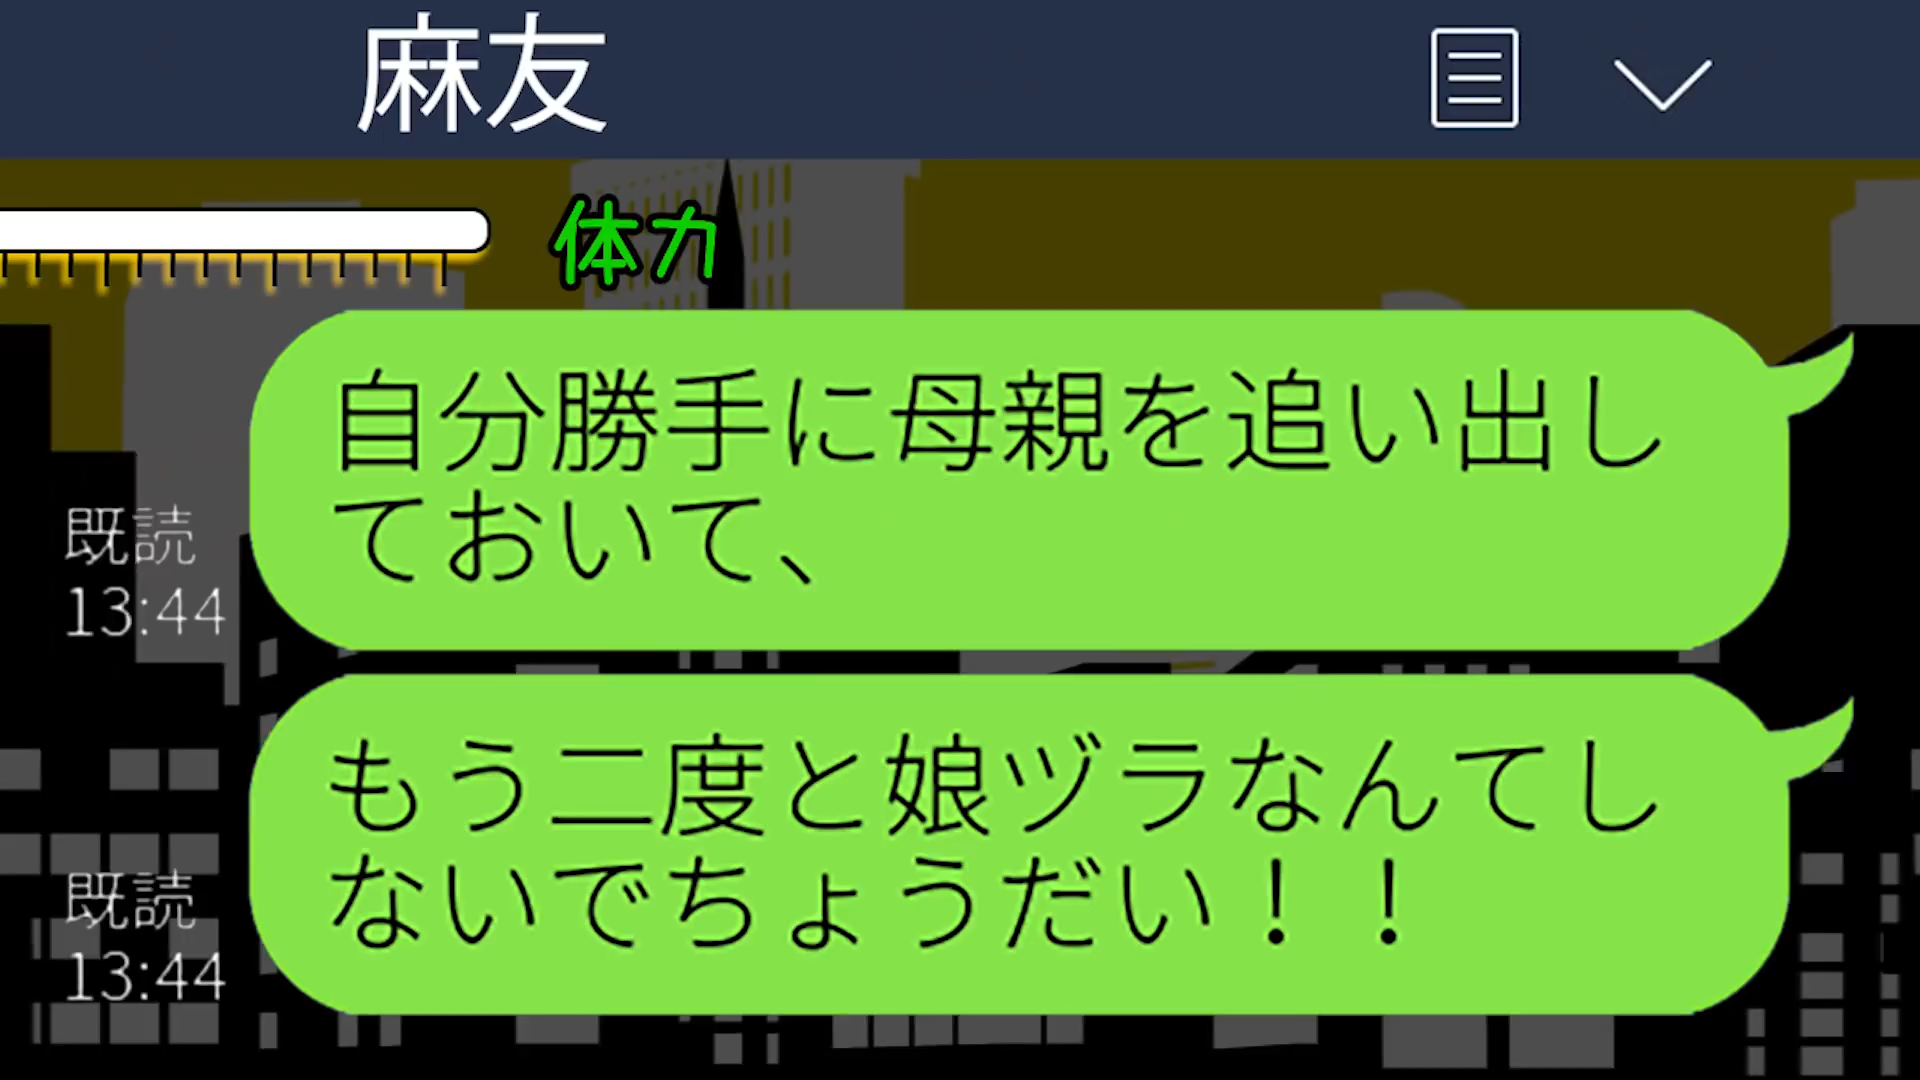 麻友
体力
自分勝手に母親を追い出し
ておいて、
既読
13:44
もう二度と娘ヅラなんてし
ないでちょうだい！！
既読
13:44